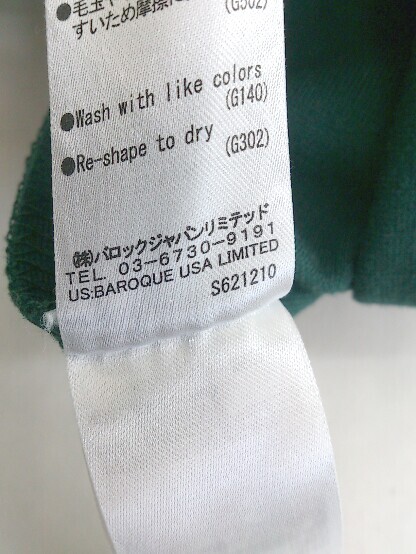 (G502)
●毛玉や
すいため摩擦に
●Wash with like colors
(G140)
●Re-shape to dry
(G302)
㈱バロックジャパンリミテッド
TEL. 03-6730-9191
US:BAROQUE USA LIMITED
S621210